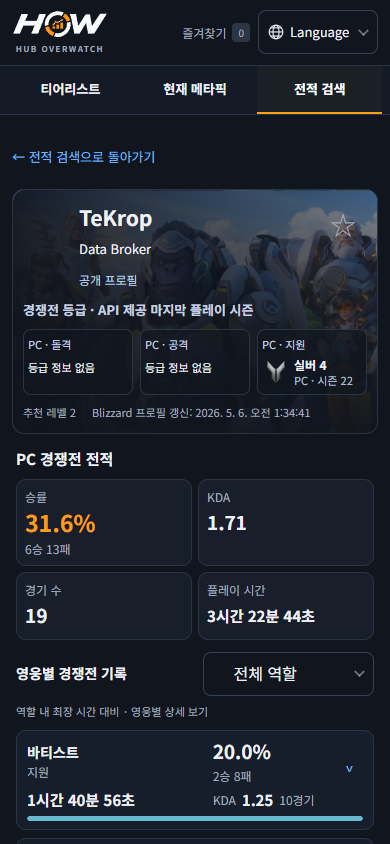 HOW
HUB OVERWATCH
즐겨찾기 0
Language
티어리스트 현재 메타픽 전적 검색
← 전적 검색으로 돌아가기
TeKrop
Data Broker
공개 프로필
경쟁전 등급 · API 제공 마지막 플레이 시즌
PC · 돌격
등급 정보 없음
PC · 공격
등급 정보 없음
PC · 지원
실버 4
PC · 시즌 22
추천 레벨 2 Blizzard 프로필 갱신: 2026. 5. 6. 오전 1:34:41
PC 경쟁전 전적
승률
31.6%
6승 13패
KDA
1.71
경기 수
19
플레이 시간
3시간 22분 44초
영웅별 경쟁전 기록
전체 역할
역할 내 최장 시간 대비 · 영웅별 상세 보기
바티스트
지원
20.0%
2승 8패
v
1시간 40분 56초
KDA 1.25 10경기